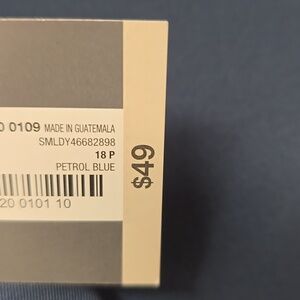 0 0109 MADE IN GUATEMALA
SMLDY46682898
18 P
PETROL BLUE
20 0101 10
$49